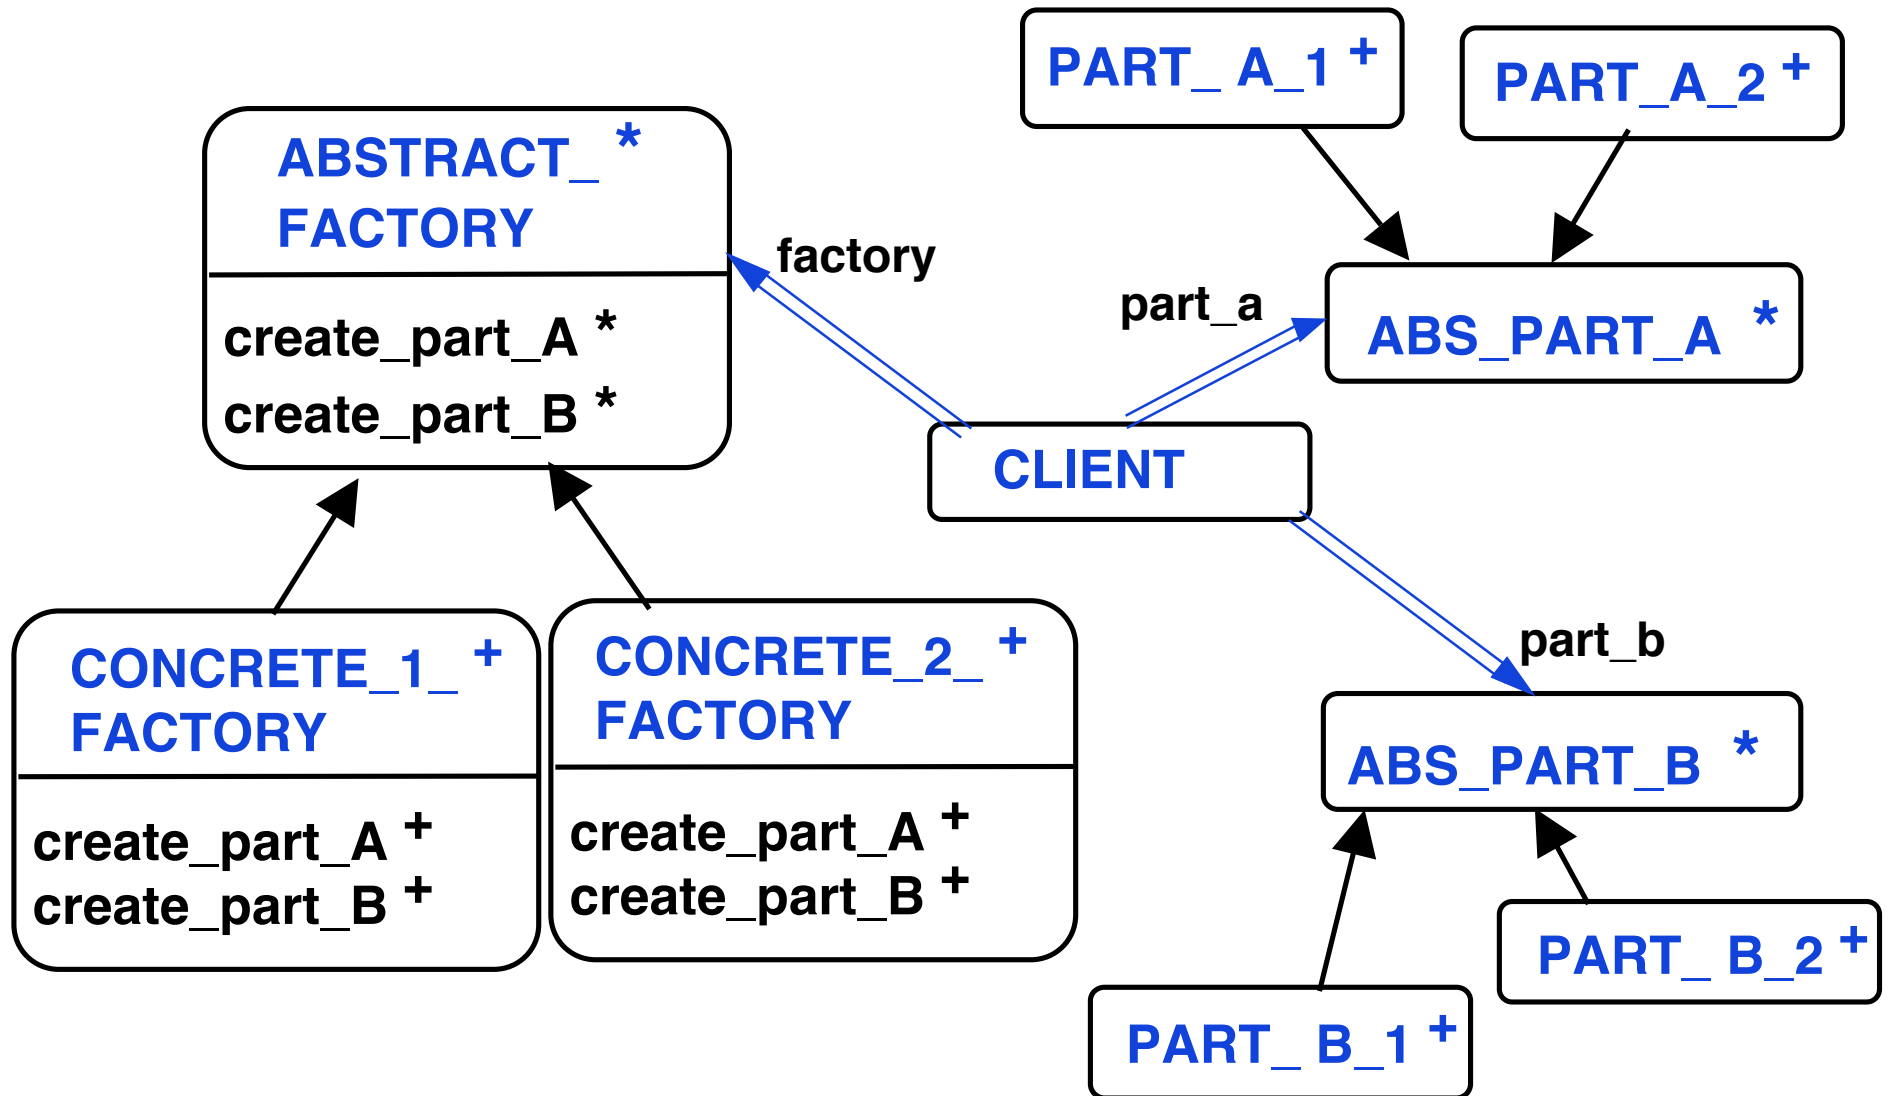 PART_ A_1 +
PART_A_2 +
ABSTRACT_ *
FACTORY
create_part_A *
create_part_B *
factory
part_a
ABS_PART_A *
CLIENT
CONCRETE_1_ +
FACTORY
create_part_A +
create_part_B +
CONCRETE_2_ +
FACTORY
create_part_A +
create_part_B +
part_b
ABS_PART_B *
PART_ B_2 +
PART_ B_1 +